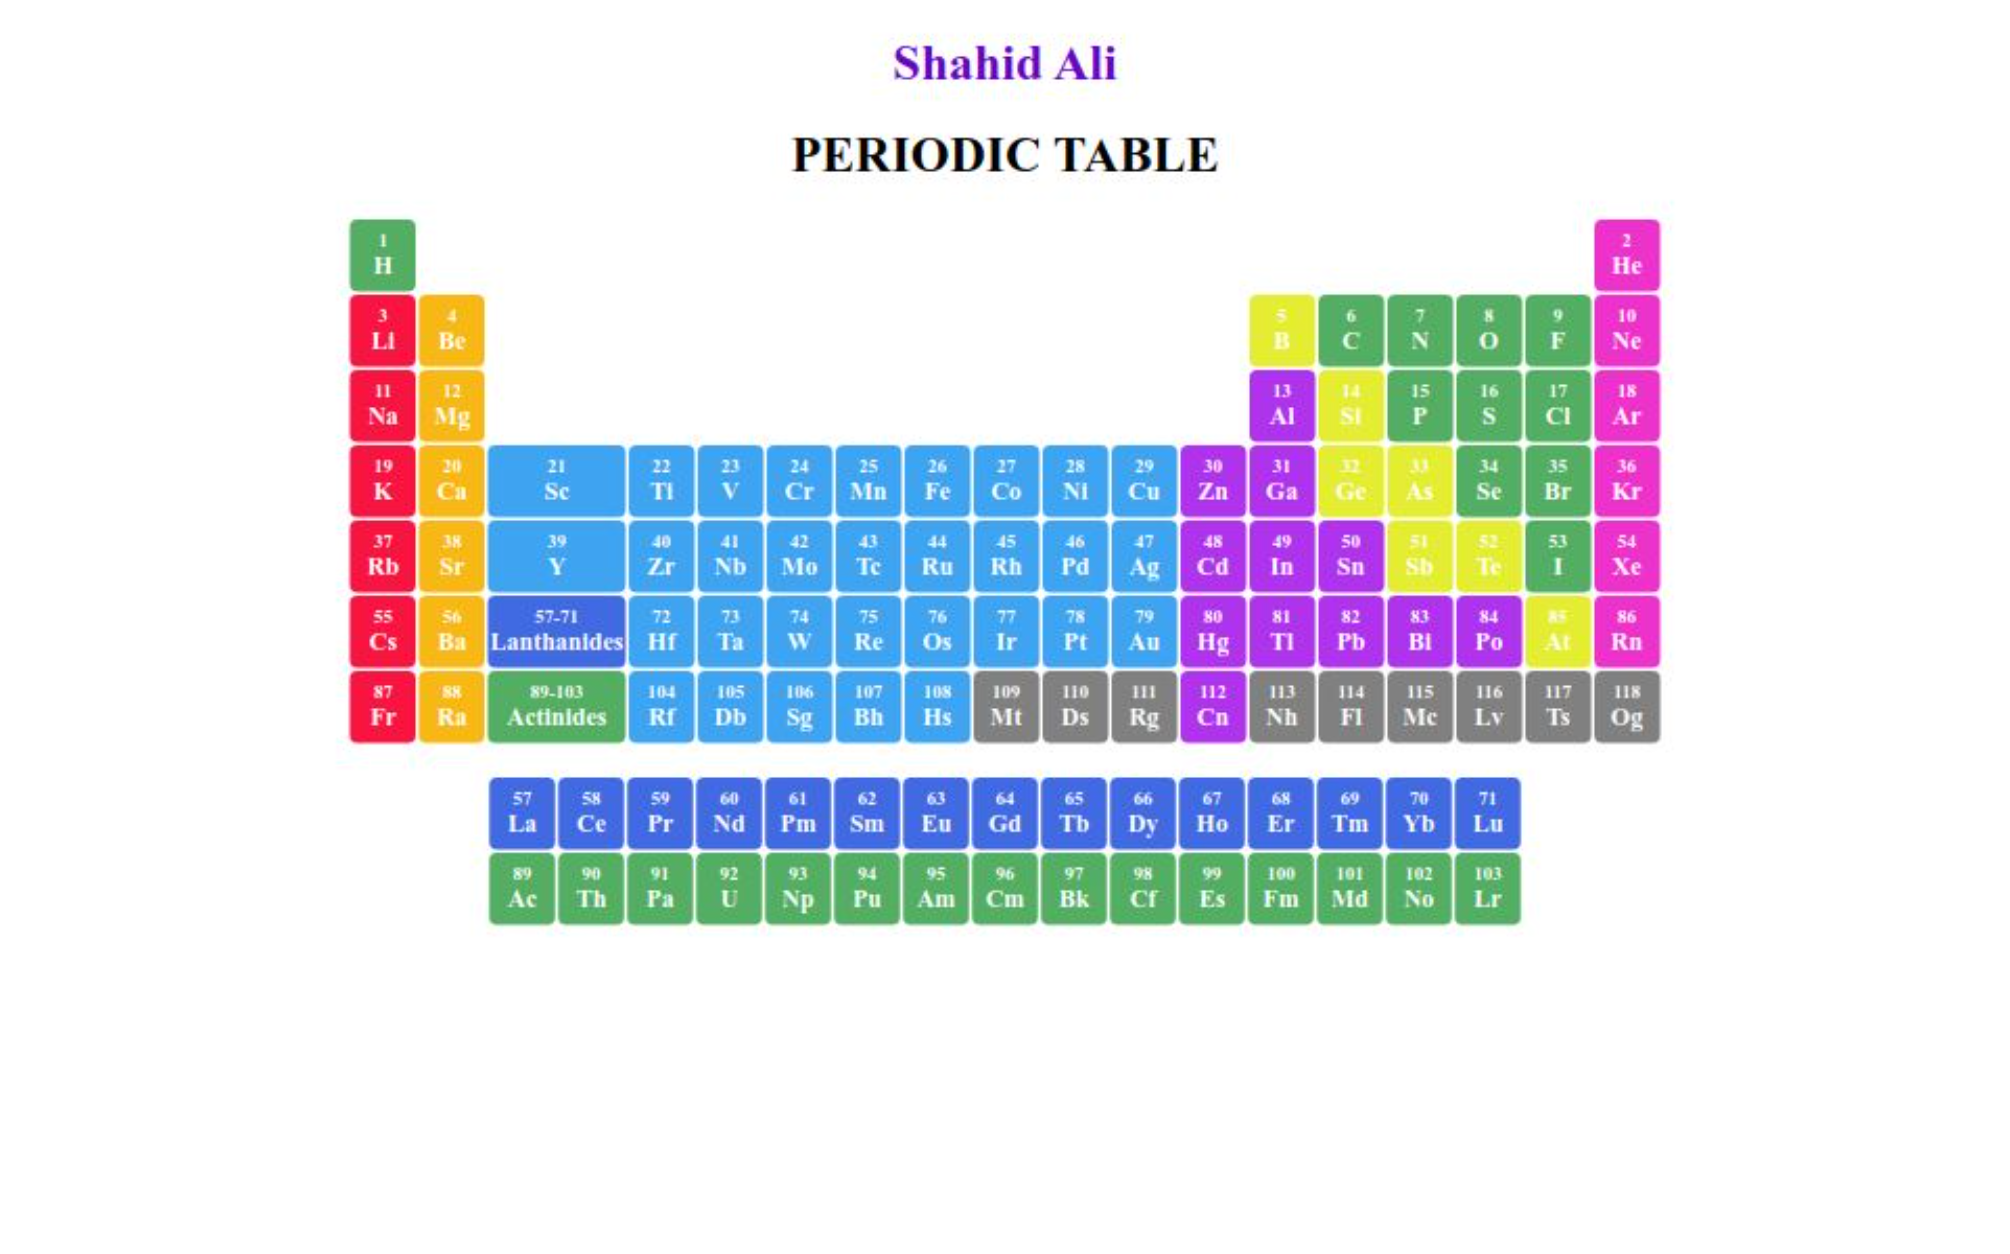 Shahid Ali
PERIODIC TABLE
1 2
H He
3 4 5 6 7 8 9 10
Li Be B C N O F Ne
11 12 13 14 15 16 17 18
Na Mg Al Si P S Cl Ar
19 20 21 22 23 24 25 26 27 28 29 30 31 32 33 34 35 36
K Ca Sc Ti V Cr Mn Fe Co Ni Cu Zn Ga Ge As Se Br Kr
37 38 39 40 41 42 43 44 45 46 47 48 49 50 51 52 53 54
Rb Sr Y Zr Nb Mo Tc Ru Rh Pd Ag Cd In Sn Sb Te I Xe
55 56 57-71 72 73 74 75 76 77 78 79 80 81 82 83 84 85 86
Cs Ba Lanthanides Hf Ta W Re Os Ir Pt Au Hg Tl Pb Bi Po At Rn
87 88 89-103 104 105 106 107 108 109 110 111 112 113 114 115 116 117 118
Fr Ra Actinides Rf Db Sg Bh Hs Mt Ds Rg Cn Nh Fl Mc Lv Ts Og
57 58 59 60 61 62 63 64 65 66 67 68 69 70 71
La Ce Pr Nd Pm Sm Eu Gd Tb Dy Ho Er Tm Yb Lu
89 90 91 92 93 94 95 96 97 98 99 100 101 102 103
Ac Th Pa U Np Pu Am Cm Bk Cf Es Fm Md No Lr